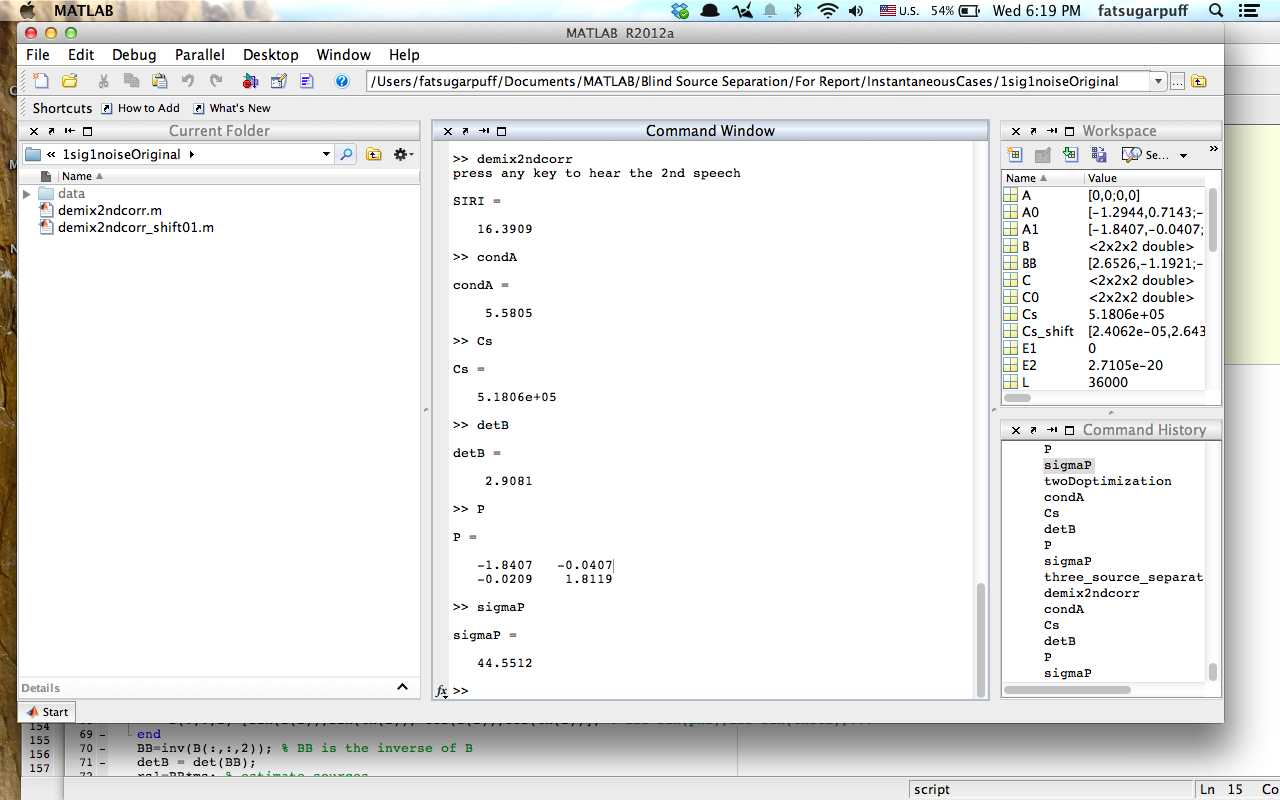 MATLAB U.S. 54% Wed 6:19 PM fatsugarpuff
MATLAB R2012a
File Edit Debug Parallel Desktop Window Help
/Users/fatsugarpuff/Documents/MATLAB/Blind Source Separation/For Report/InstantaneousCases/1sig1noiseOriginal
Shortcuts How to Add What's New
Current Folder
« 1sig1noiseOriginal
Name
data
demix2ndcorr.m
demix2ndcorr_shift01.m
Details
Start
Command Window
>> demix2ndcorr
press any key to hear the 2nd speech
SIRI =
16.3909
>> condA
condA =
5.5805
>> Cs
Cs =
5.1806e+05
>> detB
detB =
2.9081
>> P
P =
-1.8407 -0.0407
-0.0209 1.8119
>> sigmaP
sigmaP =
44.5512
fx >>
Workspace
Se... »
Name Value
A [0,0;0,0]
A0 [-1.2944,0.7143;-
A1 [-1.8407,-0.0407;
B <2x2x2 double>
BB [2.6526,-1.1921;-
C <2x2x2 double>
C0 <2x2x2 double>
Cs 5.1806e+05
Cs_shift [2.4062e-05,2.643
E1 0
E2 2.7105e-20
L 36000
Command History
P
sigmaP
twoDoptimization
condA
Cs
detB
P
sigmaP
three_source_separat
demix2ndcorr
condA
Cs
detB
P
sigmaP
154
155
156
157
69 - end
70 - BB=inv(B(:,:,2)); % BB is the inverse of B
71 - detB = det(BB);
script Ln 15 Co